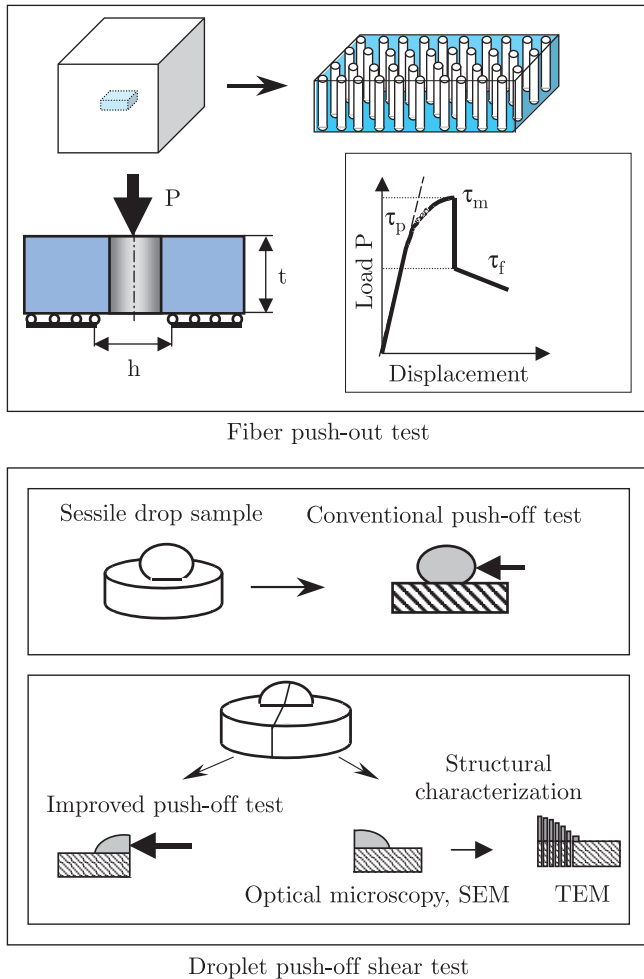 P
t
h
Load P
τp
τm
τf
Displacement
Fiber push-out test
Sessile drop sample
Conventional push-off test
Improved push-off test
Structural
characterization
Optical microscopy, SEM
TEM
Droplet push-off shear test